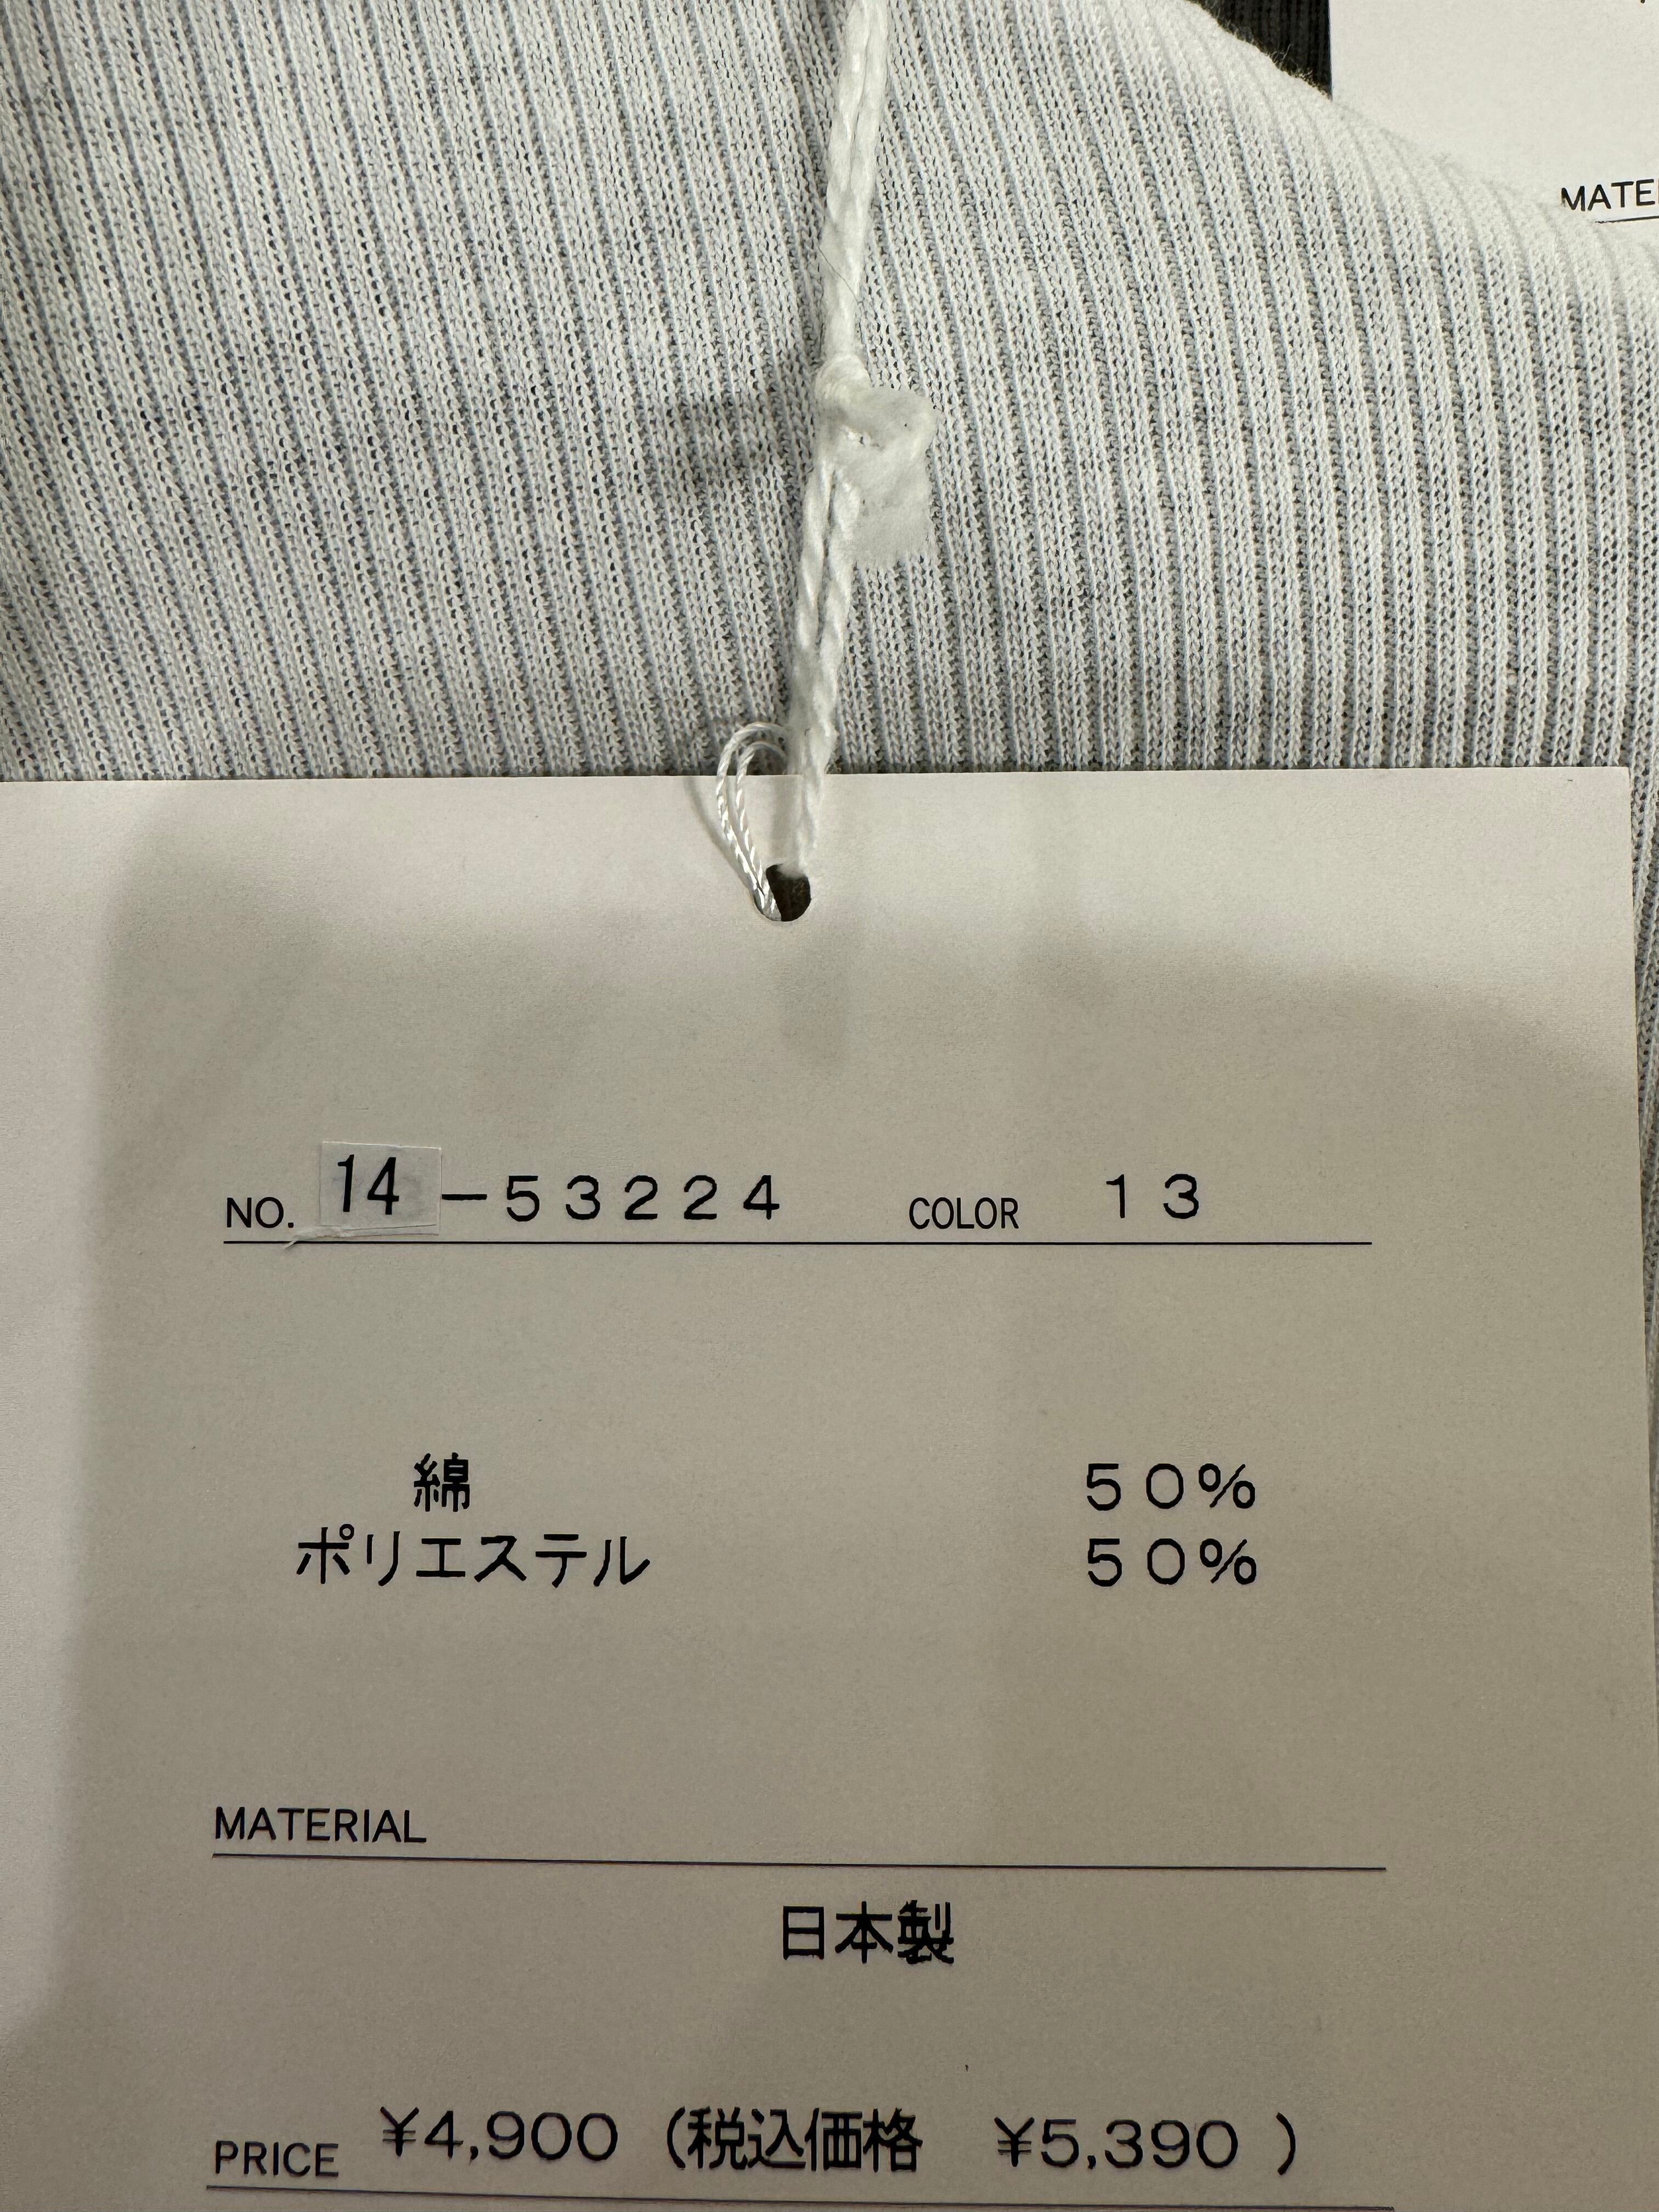 MATE
NO. 14-53224 COLOR 13
綿 50%
ポリエステル 50%
MATERIAL
日本製
PRICE ¥4,900 (税込価格 ¥5,390 )